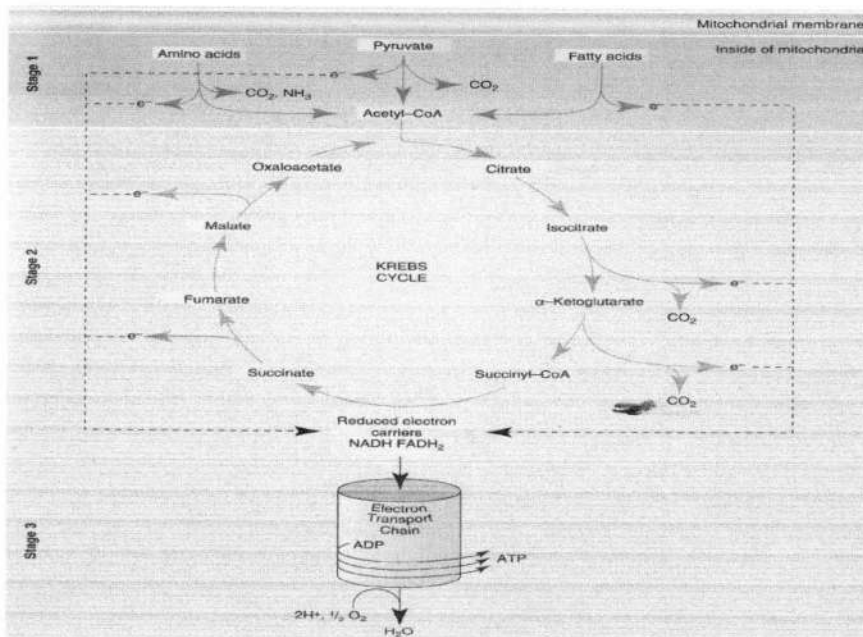 Mitochondrial membrane
Inside of mitochondria
Stage 1
Amino acids
Pyruvate
Fatty acids
e⁻
CO₂
e⁻
CO₂, NH₃
e⁻
Acetyl–CoA
Oxaloacetate
Citrate
e⁻
Malate
Isocitrate
Stage 2
KREBS
CYCLE
e⁻
Fumarate
α–Ketoglutarate
CO₂
e⁻
e⁻
Succinate
Succinyl–CoA
CO₂
Reduced electron
carriers
NADH FADH₂
Stage 3
Electron
Transport
Chain
ADP
ATP
2H+, ½ O₂
H₂O